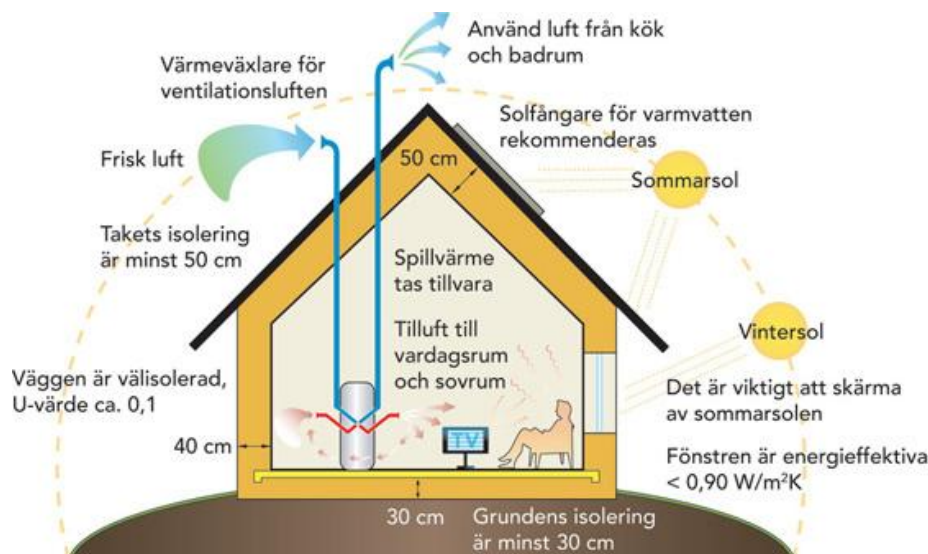 Använd luft från kök
och badrum
Värmeväxlare för
ventilationsluften
Solfångare för varmvatten
rekommenderas
Frisk luft
50 cm
Sommarsol
Takets isolering
är minst 50 cm
Spillvärme
tas tillvara
Tilluft till
vardagsrum
och sovrum
Vintersol
Väggen är välisolerad,
U-värde ca. 0,1
Det är viktigt att skärma
av sommarsolen
40 cm
TV
Fönstren är energieffektiva
< 0,90 W/m²K
30 cm
Grundens isolering
är minst 30 cm